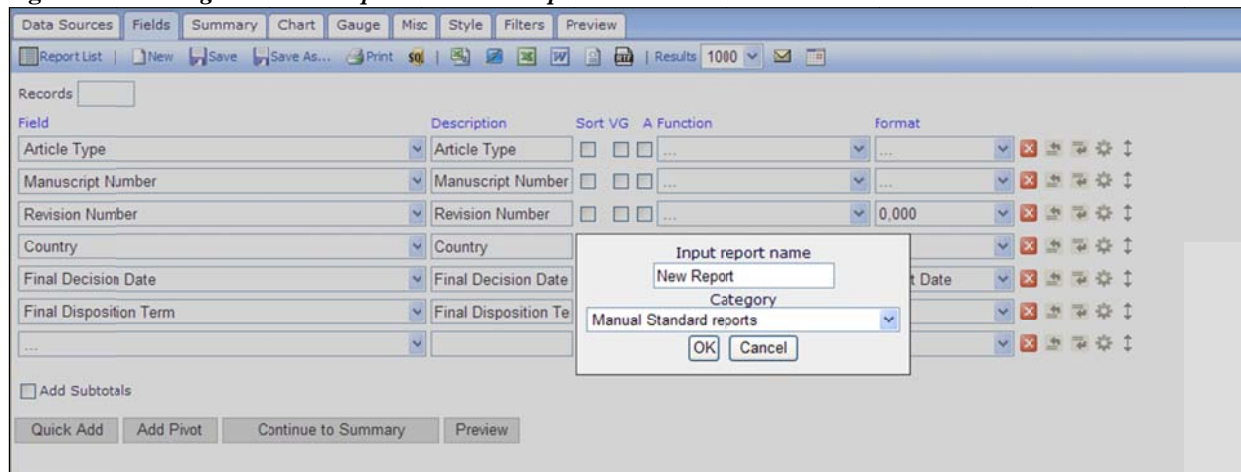 Data Sources Fields Summary Chart Gauge Misc Style Filters Preview
Report List | New Save Save As... Print SQL | W | Results 1000
Records
Field Description Sort VG A Function Format
Article Type Article Type ... ...
Manuscript Number Manuscript Number ... ...
Revision Number Revision Number ... 0,000
Country Country
Final Decision Date Final Decision Date t Date
Final Disposition Term Final Disposition Te
...
Input report name
New Report
Category
Manual Standard reports
OK Cancel
Add Subtotals
Quick Add Add Pivot Continue to Summary Preview